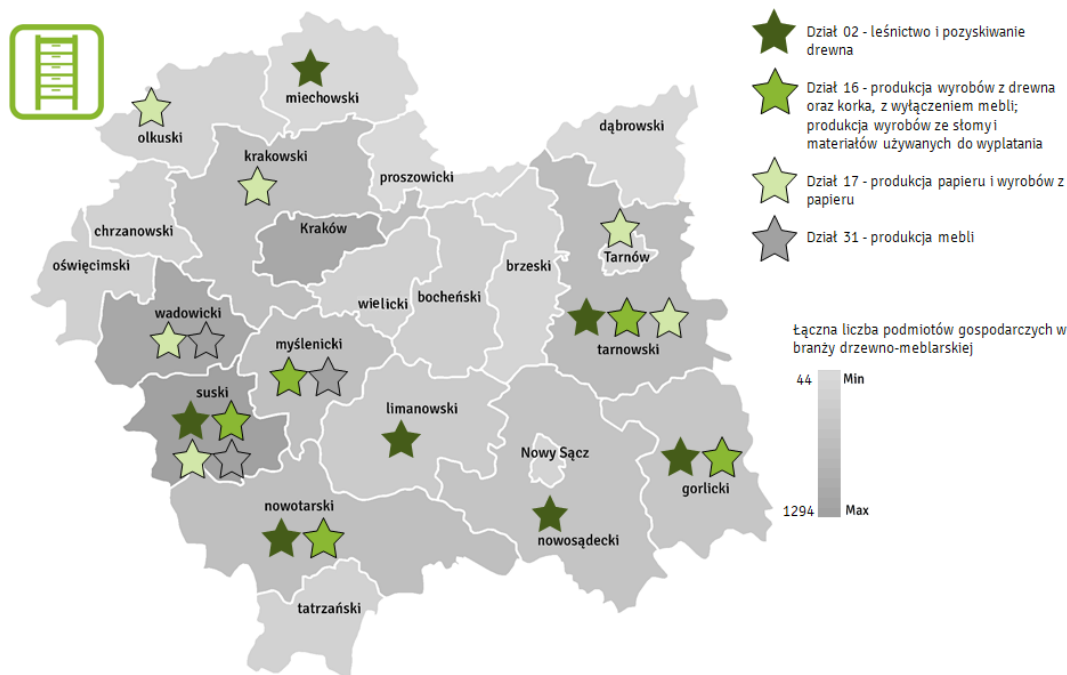 Dział 02 - leśnictwo i pozyskiwanie
drewna
Dział 16 - produkcja wyrobów z drewna
oraz korka, z wyłączeniem mebli;
produkcja wyrobów ze słomy i
materiałów używanych do wyplatania
Dział 17 - produkcja papieru i wyrobów z
papieru
Dział 31 - produkcja mebli
Łączna liczba podmiotów gospodarczych w
branży drzewno-meblarskiej
44 Min
1294 Max
miechowski
olkuski
dąbrowski
krakowski
proszowicki
chrzanowski
Kraków
oświęcimski
Tarnów
brzeski
wielicki
bocheński
wadowicki
myślenicki
tarnowski
suski
limanowski
Nowy Sącz
gorlicki
nowotarski
nowosądecki
tatrzański